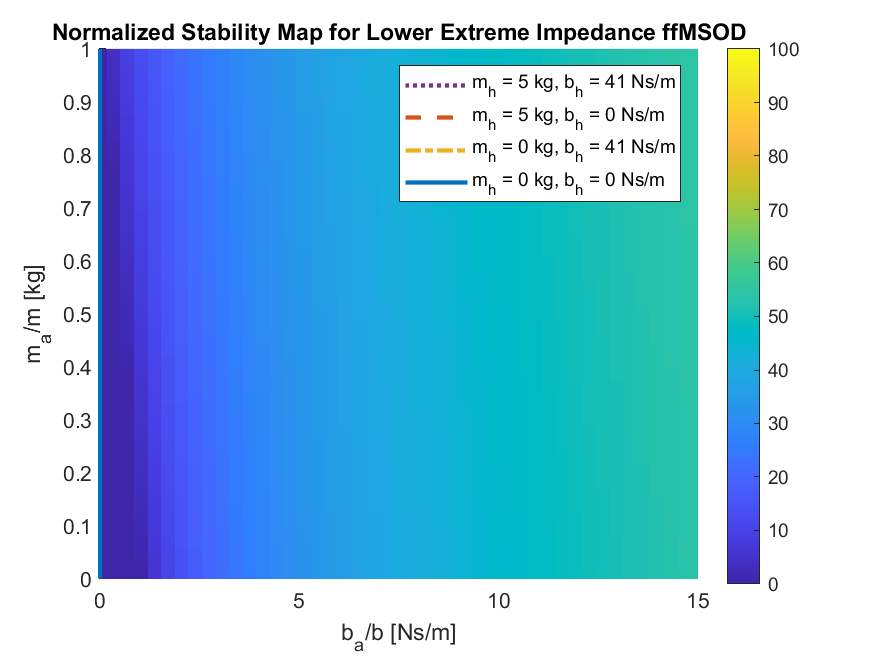 Normalized Stability Map for Lower Extreme Impedance ffMSOD
m_h = 5 kg, b_h = 41 Ns/m
m_h = 5 kg, b_h = 0 Ns/m
m_h = 0 kg, b_h = 41 Ns/m
m_h = 0 kg, b_h = 0 Ns/m
m_a/m [kg]
1
0.9
0.8
0.7
0.6
0.5
0.4
0.3
0.2
0.1
0
0 5 10 15
b_a/b [Ns/m]
100
90
80
70
60
50
40
30
20
10
0